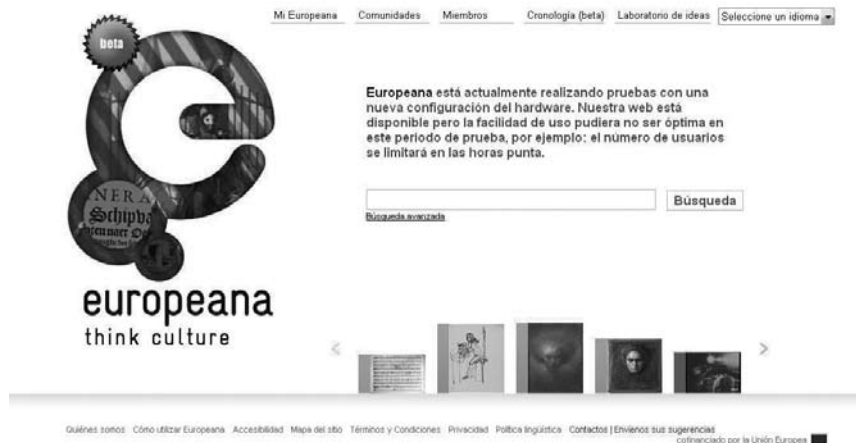 Mi Europeana Comunidades Miembros Cronología (beta) Laboratorio de ideas Seleccione un idioma
beta
Europeana está actualmente realizando pruebas con una
nueva configuración del hardware. Nuestra web está
disponible pero la facilidad de uso pudiera no ser óptima en
este periodo de prueba, por ejemplo: el número de usuarios
se limitará en las horas punta.
Búsqueda
Búsqueda avanzada
NERA
Schipva
europeana
think culture
Quiénes somos Cómo utilizar Europeana Accesibilidad Mapa del sitio Términos y Condiciones Privacidad Política lingüística Contactos | Envíenos sus sugerencias
cofinanciado por la Unión Europea